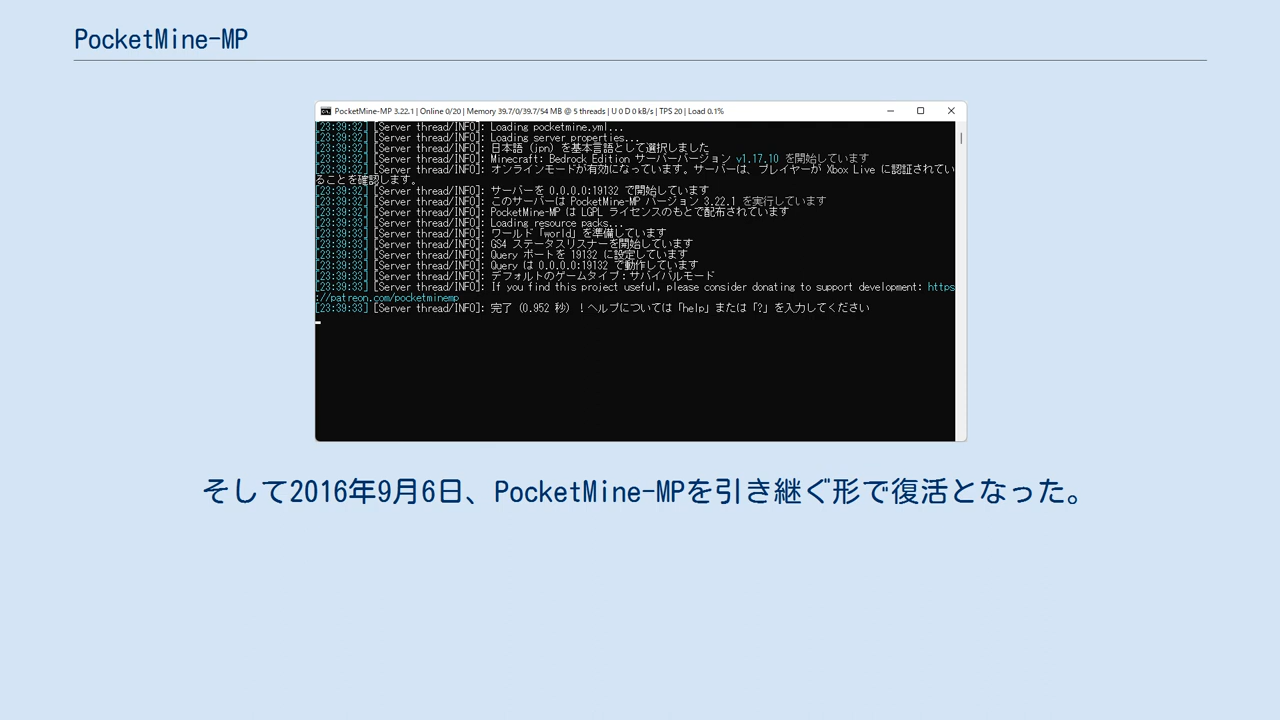 PocketMine-MP
PocketMine-MP 3.22.1 | Online 0/20 | Memory 39.7/0/39.7/54 MB @ 5 threads | U 0 D 0 kB/s | TPS 20 | Load 0.1%
[23:39:32] [Server thread/INFO]: Loading pocketmine.yml...
[23:39:32] [Server thread/INFO]: Loading server properties...
[23:39:32] [Server thread/INFO]: 日本語 (jpn) を基本言語として選択しました
[23:39:32] [Server thread/INFO]: Minecraft: Bedrock Edition サーバーバージョン v1.17.10 を開始しています
[23:39:32] [Server thread/INFO]: オンラインモードが有効になっています。サーバーは、プレイヤーが Xbox Live に認証されてい
ることを確認します。
[23:39:32] [Server thread/INFO]: サーバーを 0.0.0.0:19132 で開始しています
[23:39:32] [Server thread/INFO]: このサーバーは PocketMine-MP バージョン 3.22.1 を実行しています
[23:39:32] [Server thread/INFO]: PocketMine-MP は LGPL ライセンスのもとで配布されています
[23:39:33] [Server thread/INFO]: Loading resource packs...
[23:39:33] [Server thread/INFO]: ワールド「world」を準備しています
[23:39:33] [Server thread/INFO]: GS4 ステータスリスナーを開始しています
[23:39:33] [Server thread/INFO]: Query ポートを 19132 に設定しています
[23:39:33] [Server thread/INFO]: Query は 0.0.0.0:19132 で動作しています
[23:39:33] [Server thread/INFO]: デフォルトのゲームタイプ：サバイバルモード
[23:39:33] [Server thread/INFO]: If you find this project useful, please consider donating to support development: https
://patreon.com/pocketminemp
[23:39:33] [Server thread/INFO]: 完了 (0.952 秒) ！ヘルプについては「help」または「?」を入力してください
そして2016年9月6日、PocketMine-MPを引き継ぐ形で復活となった。